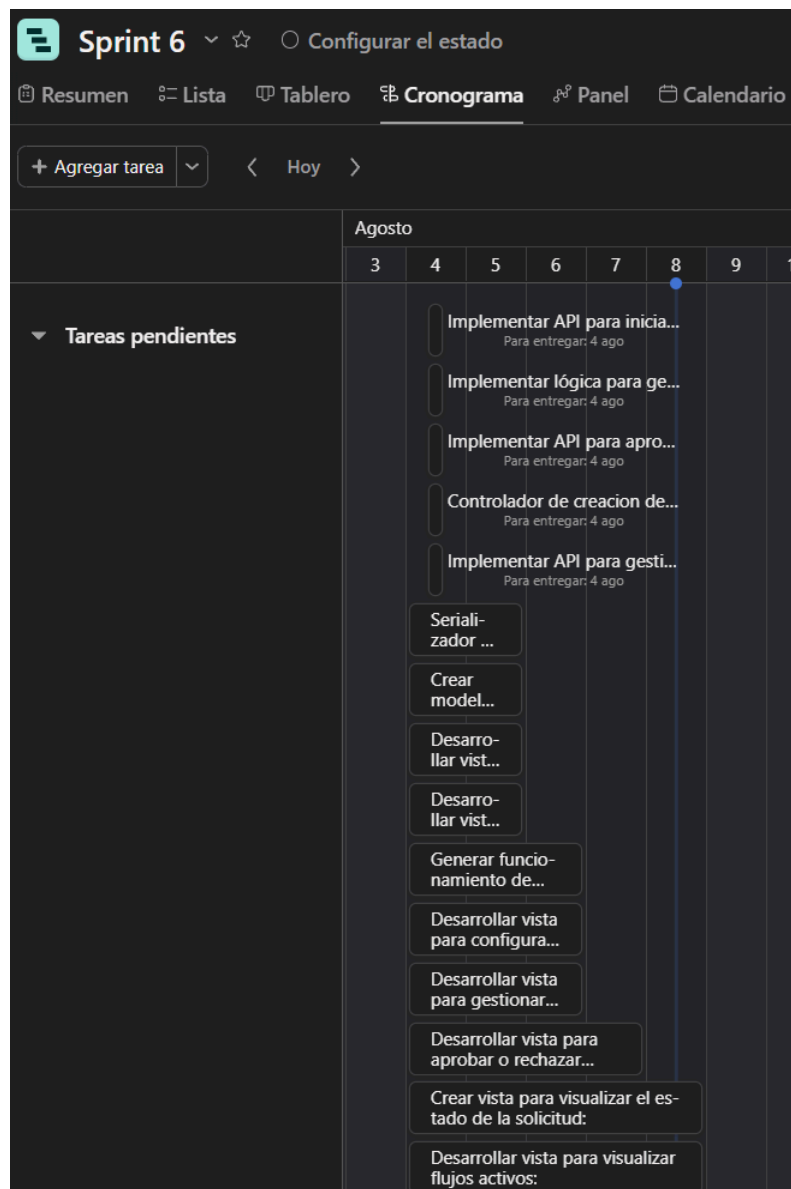 Sprint 6
Configurar el estado
Resumen
Lista
Tablero
Cronograma
Panel
Calendario
+ Agregar tarea
Hoy
Agosto
3 4 5 6 7 8 9
Tareas pendientes
Implementar API para inicia...
Para entregar: 4 ago
Implementar lógica para ge...
Para entregar: 4 ago
Implementar API para apro...
Para entregar: 4 ago
Controlador de creacion de...
Para entregar: 4 ago
Implementar API para gesti...
Para entregar: 4 ago
Seriali-
zador ...
Crear
model...
Desarro-
llar vist...
Desarro-
llar vist...
Generar funcio-
namiento de...
Desarrollar vista
para configura...
Desarrollar vista
para gestionar...
Desarrollar vista para
aprobar o rechazar...
Crear vista para visualizar el es-
tado de la solicitud:
Desarrollar vista para visualizar
flujos activos: